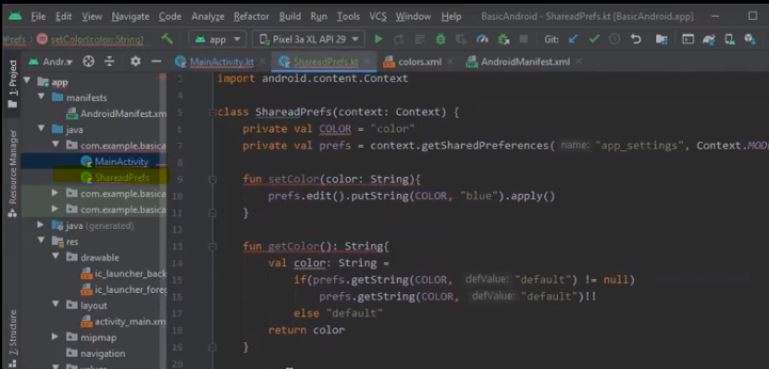 File Edit View Navigate Code Analyze Refactor Build Run Tools VCS Window Help BasicAndroid - ShareadPrefs.kt [BasicAndroid.app]
Prefs setColor(color: String) app Pixel 3a XL API 29 Git:
1: Project Andr.. MainActivity.kt ShareadPrefs.kt colors.xml AndroidManifest.xml
app
manifests
AndroidManifest.xm
java
com.example.basica
MainActivity
ShareadPrefs
com.example.basica
com.example.basica
java (generated)
res
drawable
ic_launcher_back
ic_launcher_foreg
layout
activity_main.xm
mipmap
navigation
values
Resource Manager
7: Structure
3 import android.content.Context
5 class ShareadPrefs(context: Context) {
6 private val COLOR = "color"
7 private val prefs = context.getSharedPreferences( name: "app_settings", Context.MOD
8
9 fun setColor(color: String){
10 prefs.edit().putString(COLOR, "blue").apply()
11 }
12
13 fun getColor(): String{
14 val color: String =
15 if(prefs.getString(COLOR, defValue: "default") != null)
16 prefs.getString(COLOR, defValue: "default")!!
17 else "default"
18 return color
19 }
20